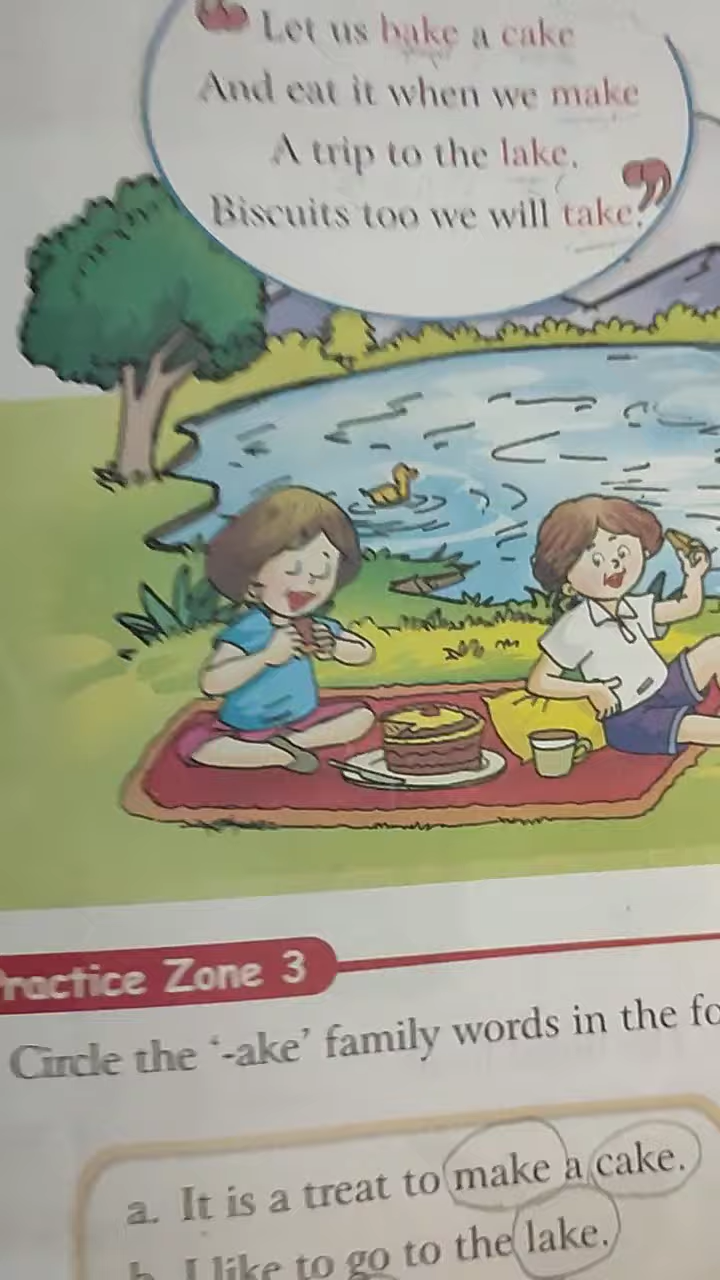 “ Let us bake a cake
And eat it when we make
A trip to the lake.
Biscuits too we will take. ”
Practice Zone 3
Circle the ‘-ake’ family words in the
a. It is a treat to make a cake.
b. I like to go to the lake.